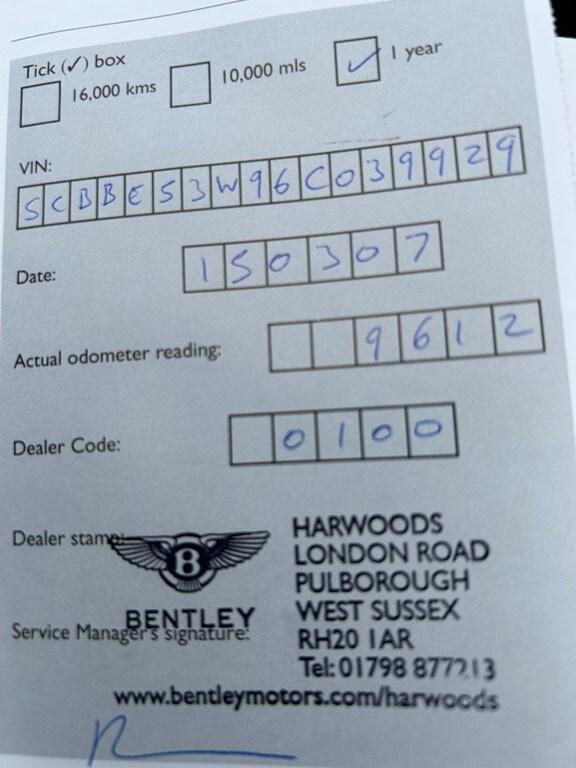 Tick (✓) box
16,000 kms 10,000 mls ✓ 1 year
VIN:
SCBBE53W96C039929
Date: 150307
Actual odometer reading: 9612
Dealer Code: 0100
Dealer stamp:
B
BENTLEY
HARWOODS
LONDON ROAD
PULBOROUGH
WEST SUSSEX
RH20 1AR
Tel: 01798 877213
www.bentleymotors.com/harwoods
Service Manager's signature: